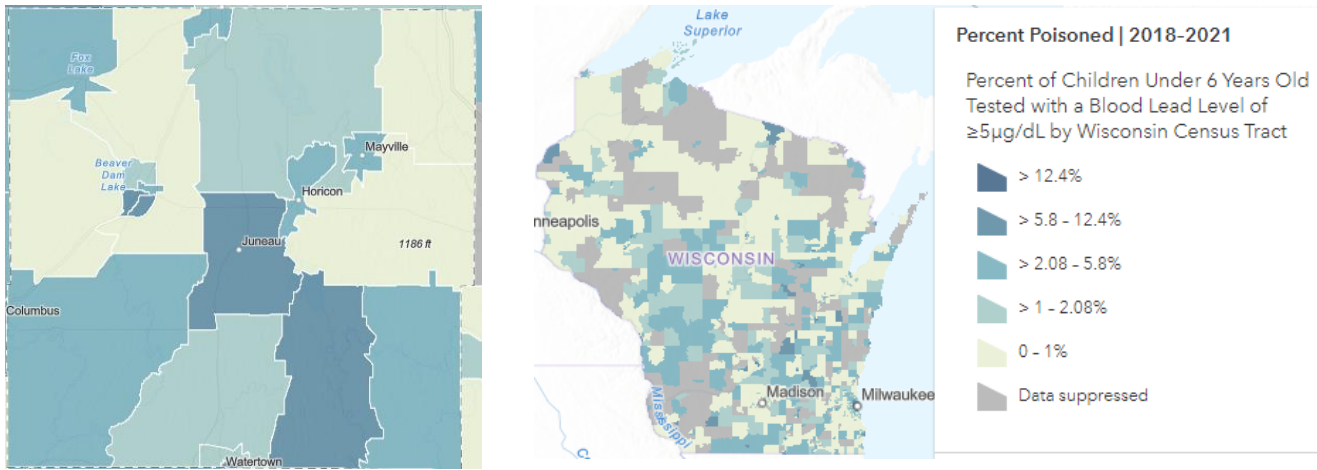 Fox
Lake
Beaver
Dam
Lake
Mayville
Horicon
Juneau
1186 ft
Columbus
Watertown
Lake
Superior
nneapolis
WISCONSIN
Madison
Milwaukee
Mississippi
Percent Poisoned | 2018-2021
Percent of Children Under 6 Years Old
Tested with a Blood Lead Level of
≥5µg/dL by Wisconsin Census Tract
> 12.4%
> 5.8 - 12.4%
> 2.08 - 5.8%
> 1 - 2.08%
0 - 1%
Data suppressed